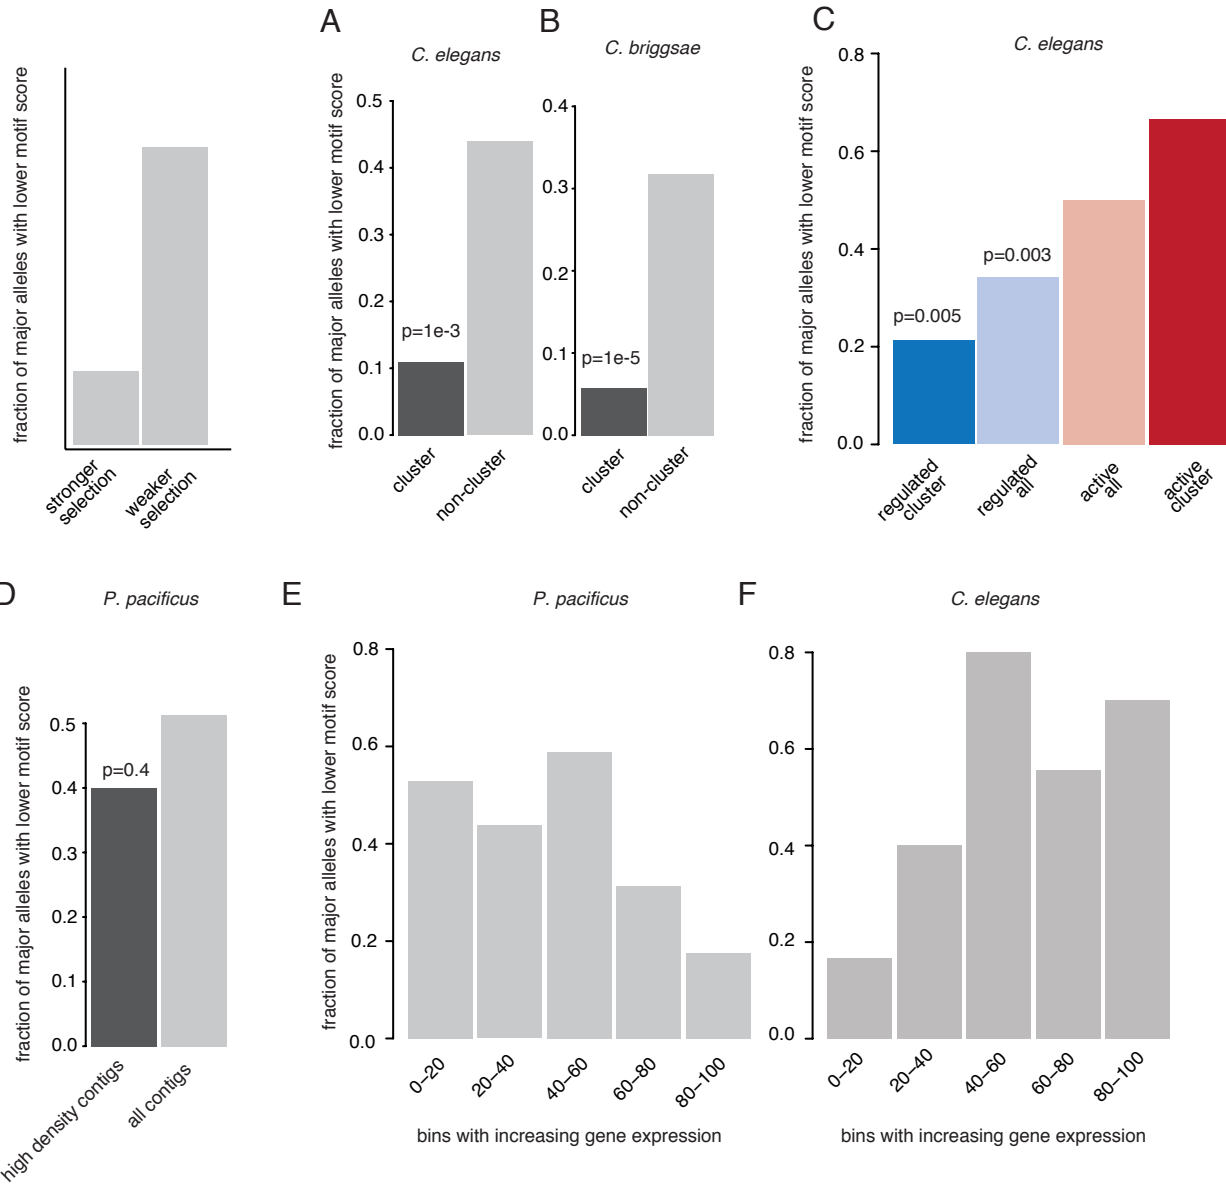 fraction of major alleles with lower motif score
stronger
selection
weaker
selection
A
C. elegans
fraction of major alleles with lower motif score
0.5
0.4
0.3
0.2
0.1
0.0
p=1e-3
cluster
non-cluster
B
C. briggsae
0.4
0.3
0.2
0.1
0.0
p=1e-5
cluster
non-cluster
C
C. elegans
fraction of major alleles with lower motif score
0.8
0.6
0.4
0.2
0.0
p=0.005
p=0.003
regulated
cluster
regulated
all
active
all
active
cluster
D
P. pacificus
fraction of major alleles with lower motif score
0.5
0.4
0.3
0.2
0.1
0.0
p=0.4
high density contigs
all contigs
E
P. pacificus
fraction of major alleles with lower motif score
0.8
0.6
0.4
0.2
0.0
0–20
20–40
40–60
60–80
80–100
bins with increasing gene expression
F
C. elegans
0.8
0.6
0.4
0.2
0.0
0–20
20–40
40–60
60–80
80–100
bins with increasing gene expression